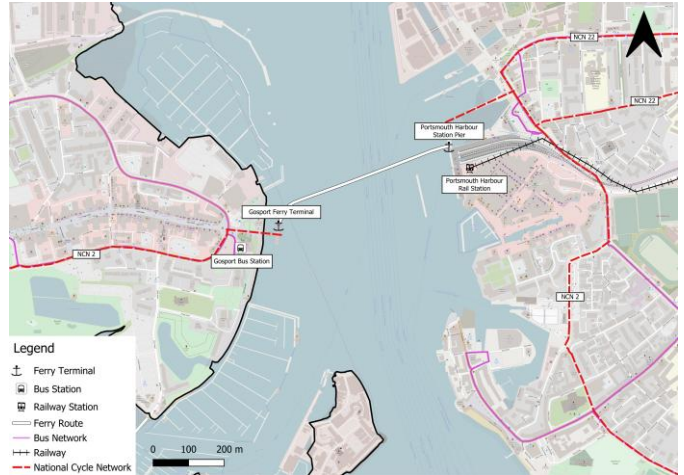 NCN 22
NCN 22
Portsmouth Harbour
Station Pier
Portsmouth Harbour
Rail Station
Gosport Ferry Terminal
Gosport Bus Station
NCN 2
NCN 2
Legend
Ferry Terminal
Bus Station
Railway Station
Ferry Route
Bus Network
Railway
National Cycle Network
0 100 200 m